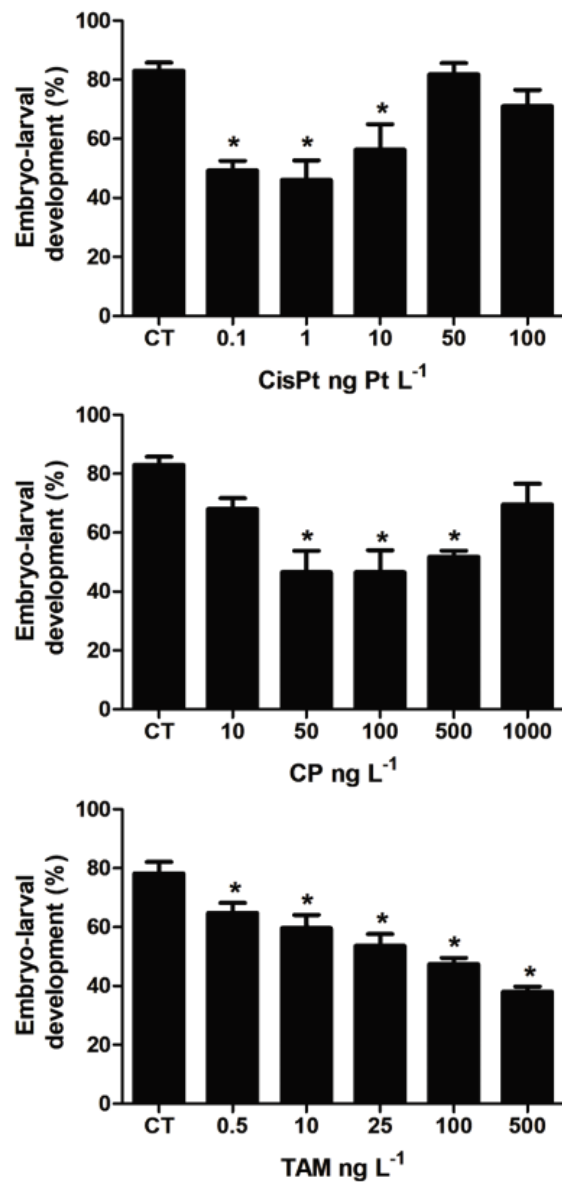 Embryo-larval
development (%)
100
80
60
40
20
0
* * *
CT 0.1 1 10 50 100
CisPt ng Pt L⁻¹
Embryo-larval
development (%)
100
80
60
40
20
0
* * *
CT 10 50 100 500 1000
CP ng L⁻¹
Embryo-larval
development (%)
100
80
60
40
20
0
* * * * *
CT 0.5 10 25 100 500
TAM ng L⁻¹